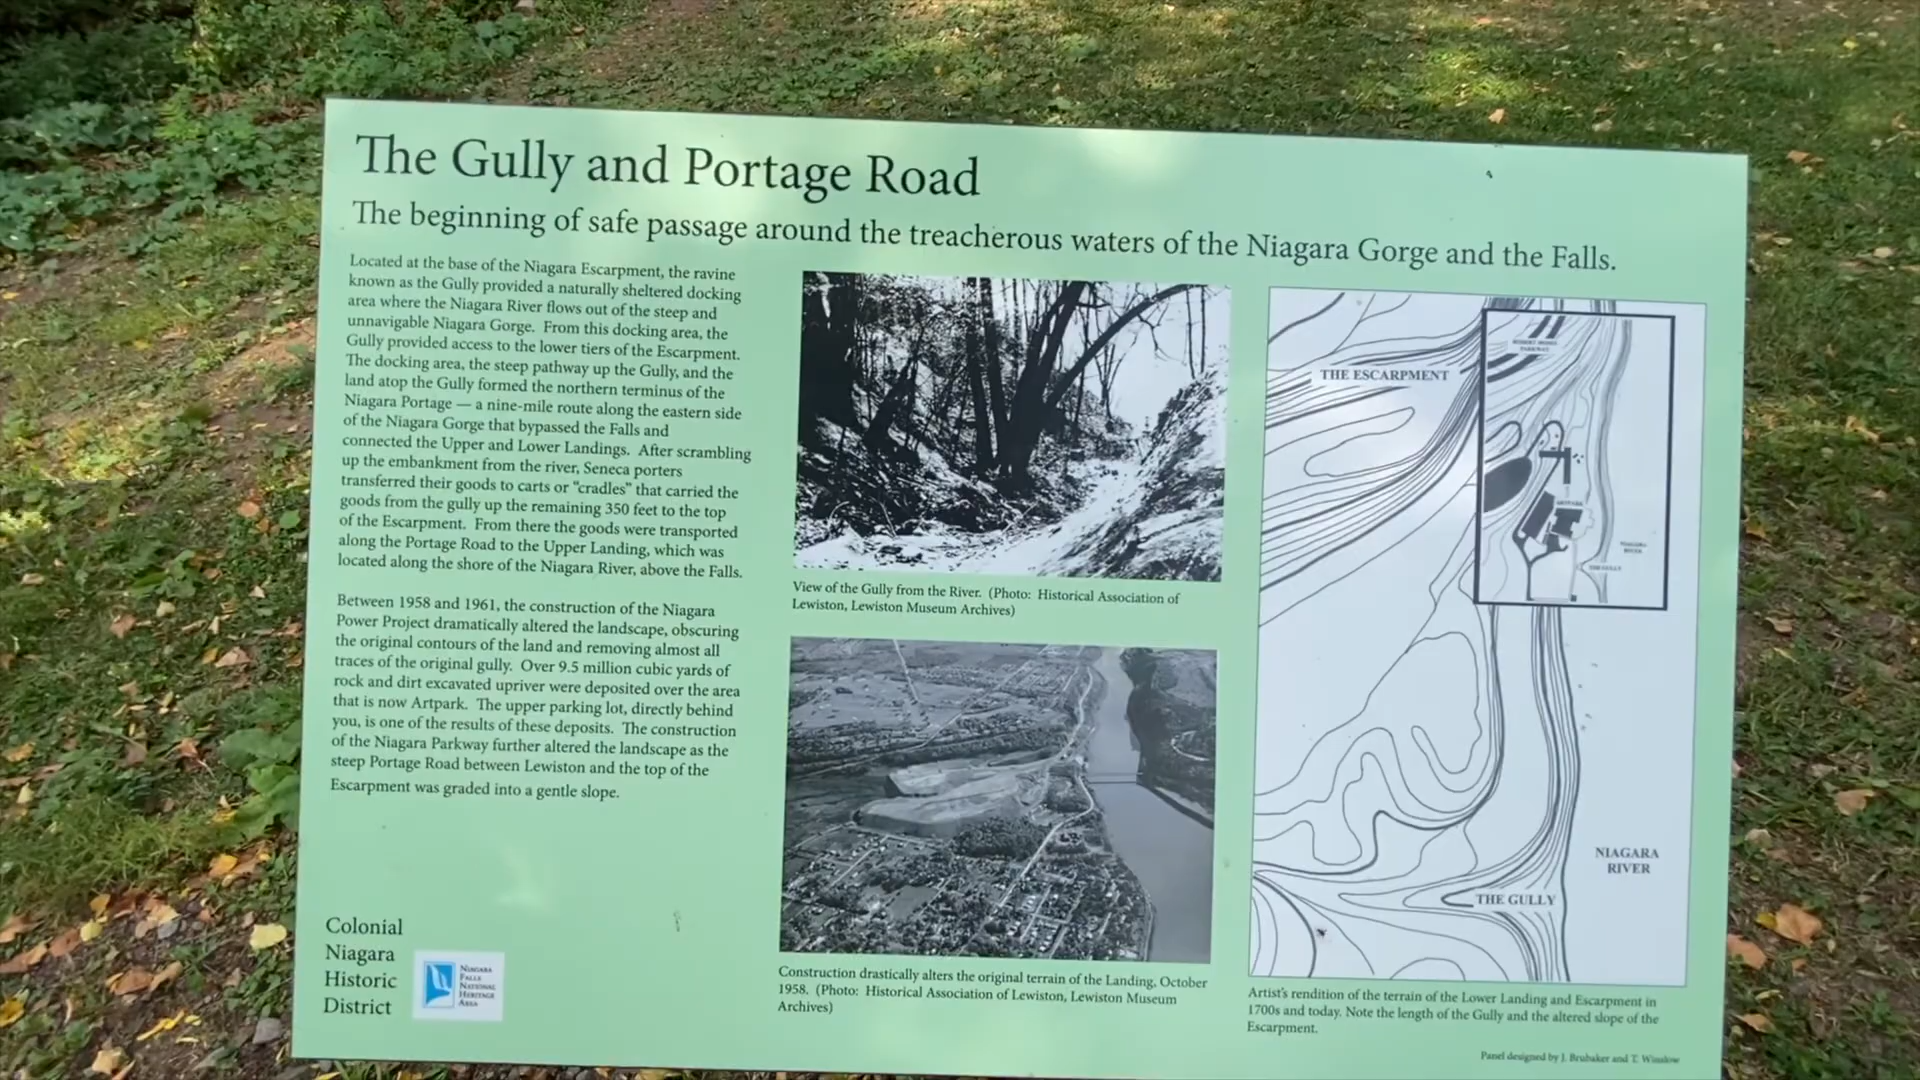 The Gully and Portage Road
The beginning of safe passage around the treacherous waters of the Niagara Gorge and the Falls.
Located at the base of the Niagara Escarpment, the ravine
known as the Gully provided a naturally sheltered docking
area where the Niagara River flows out of the steep and
unnavigable Niagara Gorge. From this docking area, the
Gully provided access to the lower tiers of the Escarpment.
The docking area, the steep pathway up the Gully, and the
land atop the Gully formed the northern terminus of the
Niagara Portage — a nine-mile route along the eastern side
of the Niagara Gorge that bypassed the Falls and
connected the Upper and Lower Landings. After scrambling
up the embankment from the river, Seneca porters
transferred their goods to carts or "cradles" that carried the
goods from the gully up the remaining 350 feet to the top
of the Escarpment. From there the goods were transported
along the Portage Road to the Upper Landing, which was
located along the shore of the Niagara River, above the Falls.
Between 1958 and 1961, the construction of the Niagara
Power Project dramatically altered the landscape, obscuring
the original contours of the land and removing almost all
traces of the original gully. Over 9.5 million cubic yards of
rock and dirt excavated upriver were deposited over the area
that is now Artpark. The upper parking lot, directly behind
you, is one of the results of these deposits. The construction
of the Niagara Parkway further altered the landscape as the
steep Portage Road between Lewiston and the top of the
Escarpment was graded into a gentle slope.
Colonial
Niagara
Historic
District
NIAGARA
FALLS
NATIONAL
HERITAGE
AREA
View of the Gully from the River. (Photo: Historical Association of
Lewiston, Lewiston Museum Archives)
Construction drastically alters the original terrain of the Landing, October
1958. (Photo: Historical Association of Lewiston, Lewiston Museum
Archives)
THE ESCARPMENT
ROBERT MOSES
PARKWAY
ARTPARK
NIAGARA
RIVER
THE GULLY
NIAGARA
RIVER
THE GULLY
Artist's rendition of the terrain of the Lower Landing and Escarpment in
1700s and today. Note the length of the Gully and the altered slope of the
Escarpment.
Panel designed by J. Brubaker and T. Winslow